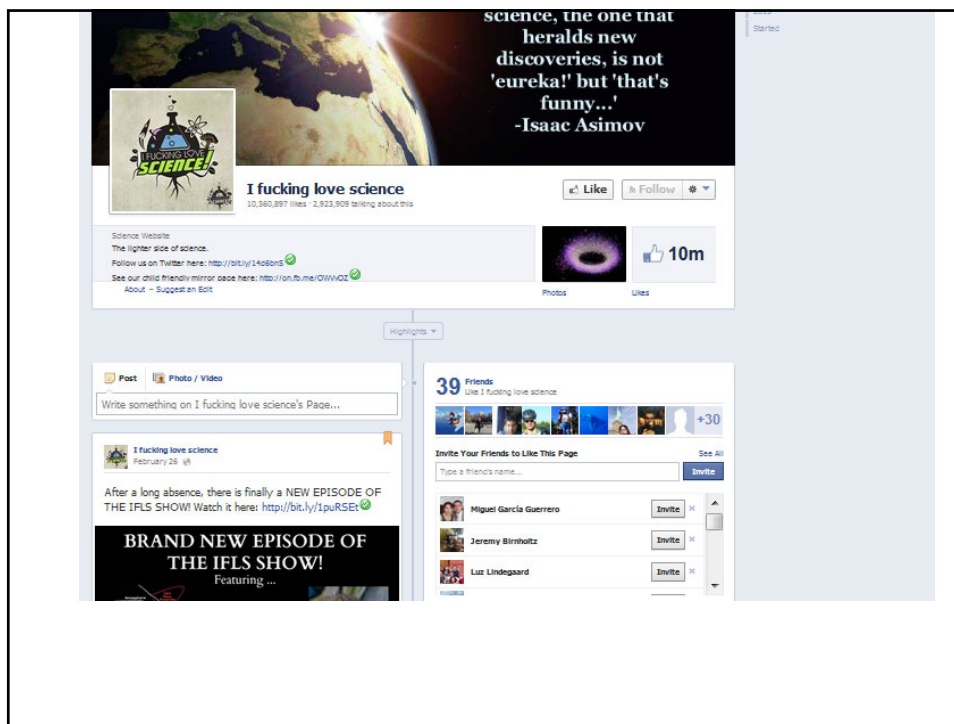 science, the one that
heralds new
discoveries, is not
'eureka!' but 'that's
funny...'
-Isaac Asimov
Started
I FUCKING LOVE
SCIENCE!
I fucking love science
10,560,897 likes · 2,923,909 talking about this
Like
Follow
Science Website
The lighter side of science.
Follow us on Twitter here: http://bit.ly/14d6bnS
See our child friendly mirror page here: http://on.fb.me/OWvvOZ
About – Suggest an Edit
10m
Photos
Likes
Highlights
Post
Photo / Video
Write something on I fucking love science's Page...
I fucking love science
February 26
After a long absence, there is finally a NEW EPISODE OF
THE IFLS SHOW! Watch it here: http://bit.ly/1puRSEt
BRAND NEW EPISODE OF
THE IFLS SHOW!
Featuring ...
39 Friends
Like I fucking love science
+30
Invite Your Friends to Like This Page
See All
Type a friend's name...
Invite
Miguel García Guerrero
Invite
Jeremy Birnholtz
Invite
Luz Lindegaard
Invite